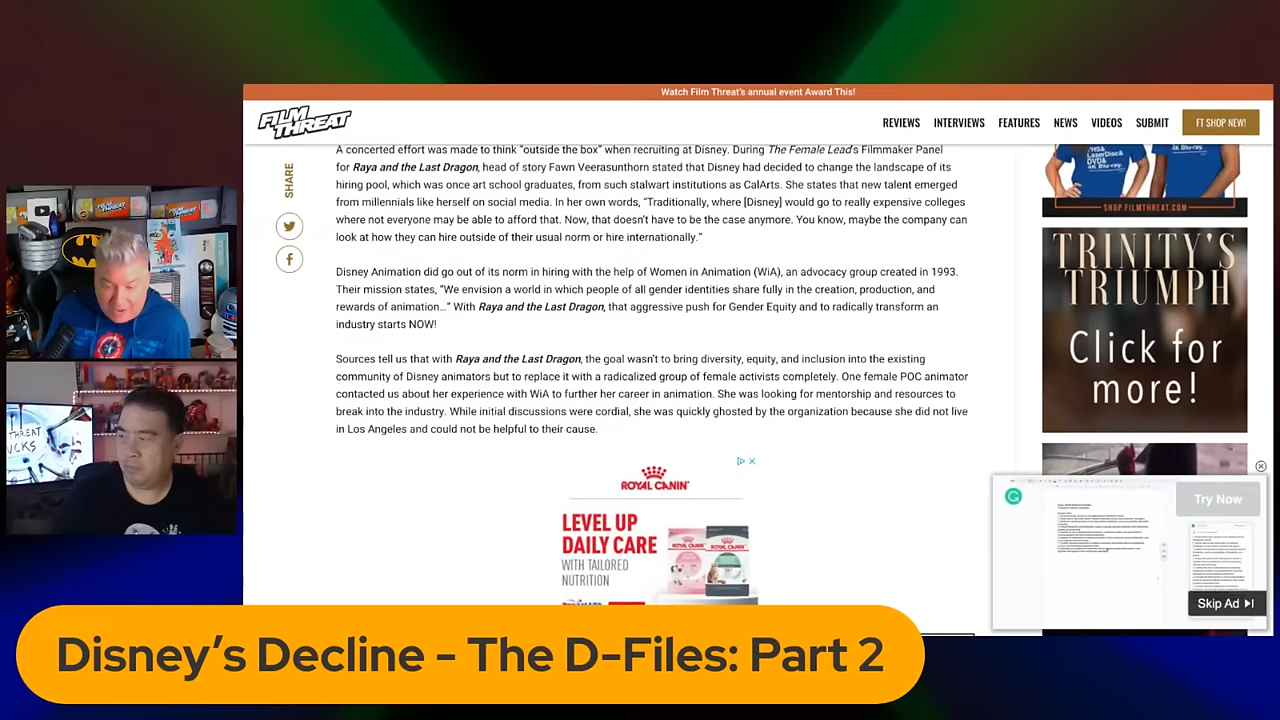 Watch Film Threat's annual event Award This!
FILM THREAT
REVIEWS INTERVIEWS FEATURES NEWS VIDEOS SUBMIT FT SHOP NEW!
SHARE
A concerted effort was made to think "outside the box" when recruiting at Disney. During The Female Lead's Filmmaker Panel
for Raya and the Last Dragon, head of story Fawn Veerasunthorn stated that Disney had decided to change the landscape of its
hiring pool, which was once art school graduates, from such stalwart institutions as CalArts. She states that new talent emerged
from millennials like herself on social media. In her own words, “Traditionally, where [Disney] would go to really expensive colleges
where not everyone may be able to afford that. Now, that doesn’t have to be the case anymore. You know, maybe the company can
look at how they can hire outside of their usual norm or hire internationally.”
Disney Animation did go out of its norm in hiring with the help of Women in Animation (WiA), an advocacy group created in 1993.
Their mission states, “We envision a world in which people of all gender identities share fully in the creation, production, and
rewards of animation…” With Raya and the Last Dragon, that aggressive push for Gender Equity and to radically transform an
industry starts NOW!
Sources tell us that with Raya and the Last Dragon, the goal wasn’t to bring diversity, equity, and inclusion into the existing
community of Disney animators but to replace it with a radicalized group of female activists completely. One female POC animator
contacted us about her experience with WiA to further her career in animation. She was looking for mentorship and resources to
break into the industry. While initial discussions were cordial, she was quickly ghosted by the organization because she did not live
in Los Angeles and could not be helpful to their cause.
SHOP.FILMTHREAT.COM
TRINITY'S
TRIUMPH
Click for
more!
ROYAL CANIN
LEVEL UP
DAILY CARE
WITH TAILORED
NUTRITION
Try Now
Skip Ad
THREAT
Disney’s Decline - The D-Files: Part 2